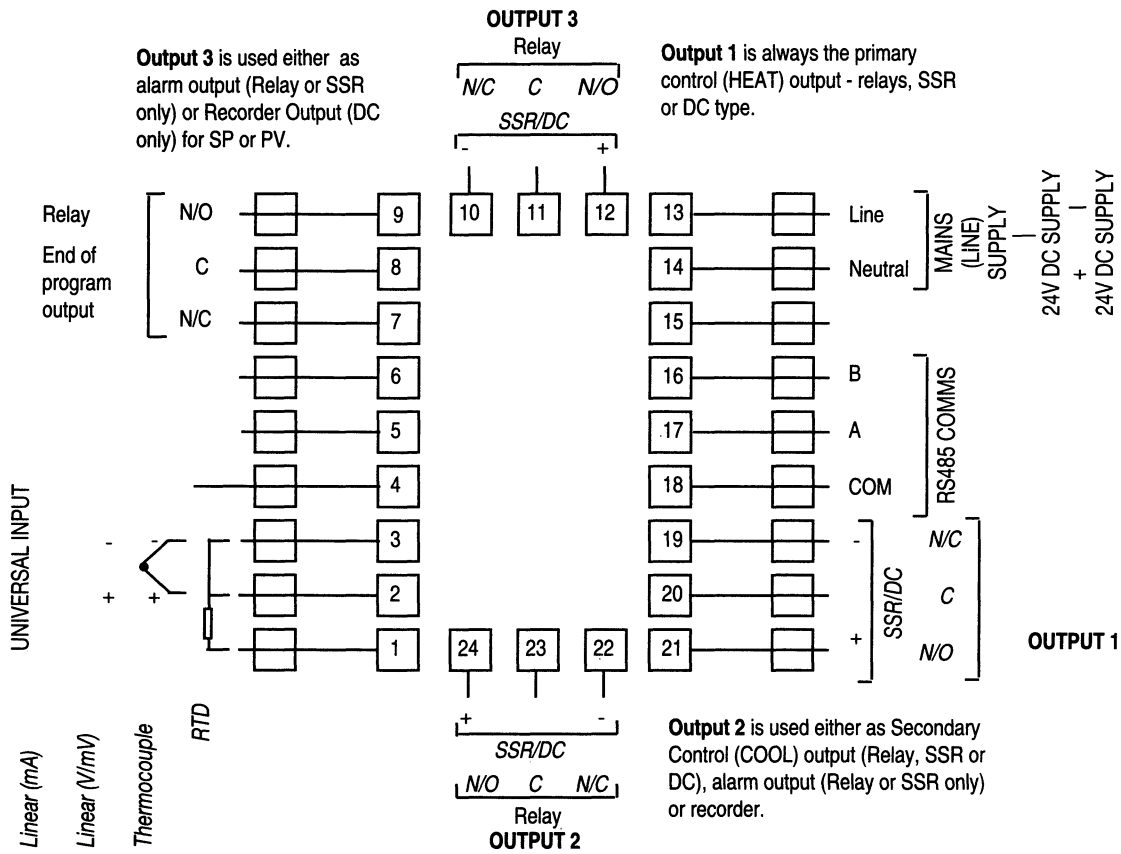 OUTPUT 3
Relay
N/C C N/O
SSR/DC
- +
Output 3 is used either as
alarm output (Relay or SSR
only) or Recorder Output (DC
only) for SP or PV.
Output 1 is always the primary
control (HEAT) output - relays, SSR
or DC type.
Relay
End of
program
output
N/O
C
N/C
9
8
7
6
5
4
3
2
1
10 11 12
13
14
15
16
17
18
19
20
21
24 23 22
Line
Neutral
MAINS
(LiNE)
SUPPLY
24V DC SUPPLY
— +
24V DC SUPPLY
B
A
COM
RS485 COMMS
-
+
SSR/DC
N/C
C
N/O
OUTPUT 1
UNIVERSAL INPUT
- -
+ +
Linear (mA)
Linear (V/mV)
Thermocouple
RTD
+ -
SSR/DC
N/O C N/C
Relay
OUTPUT 2
Output 2 is used either as Secondary
Control (COOL) output (Relay, SSR or
DC), alarm output (Relay or SSR only)
or recorder.